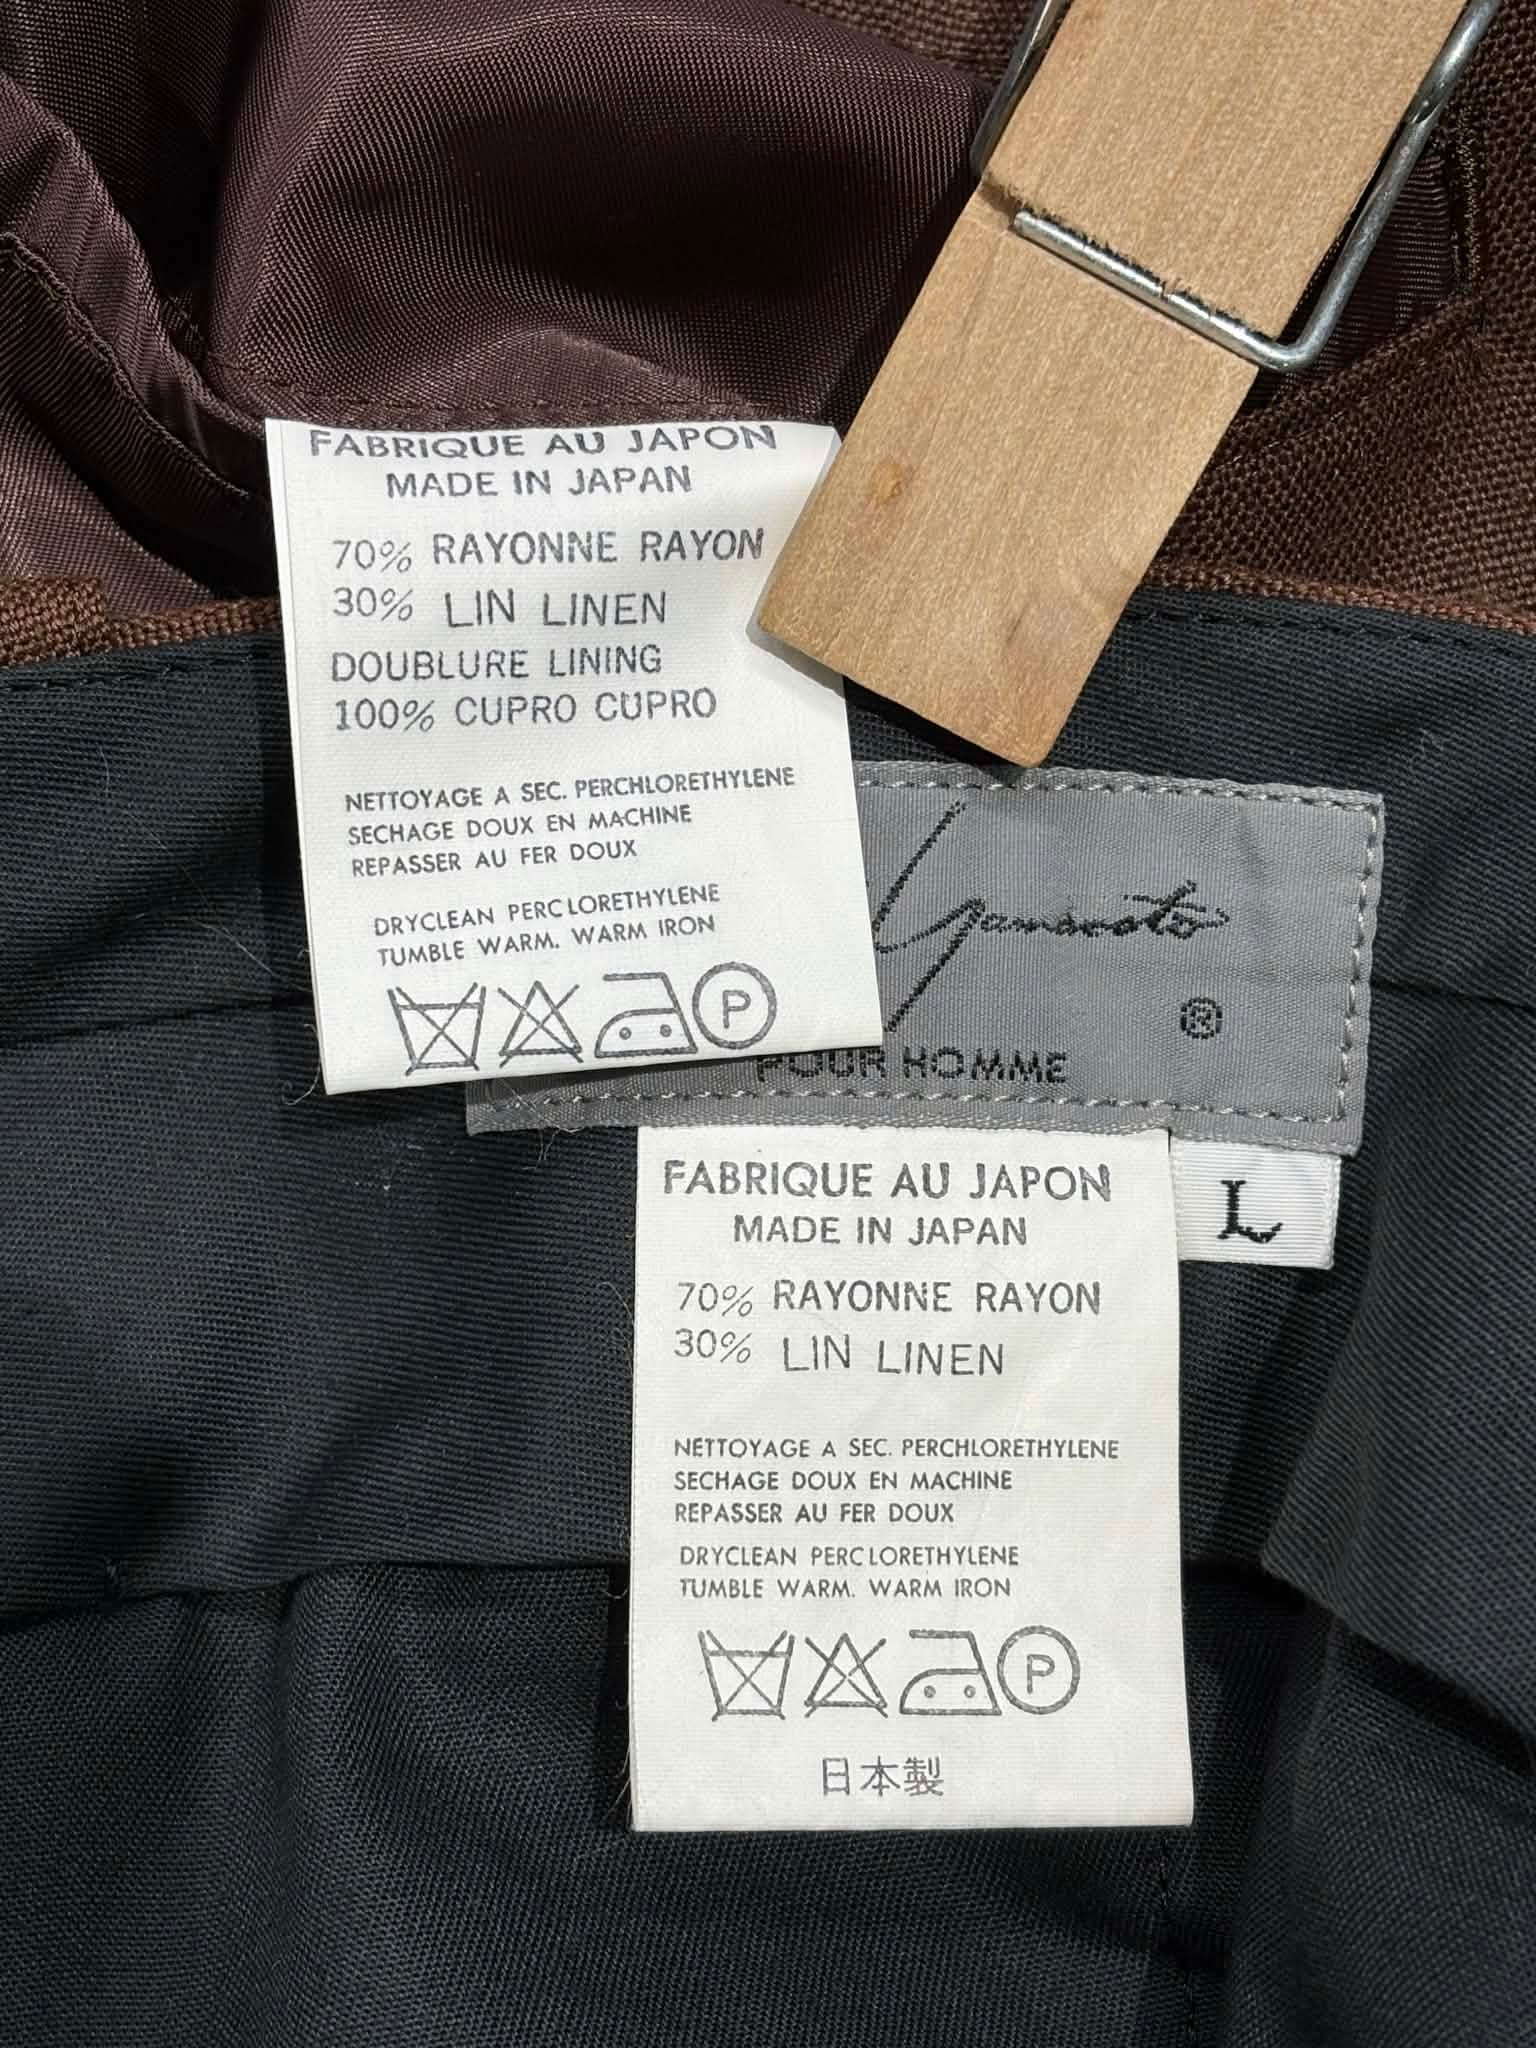 FABRIQUE AU JAPON
MADE IN JAPAN
70% RAYONNE RAYON
30% LIN LINEN
DOUBLURE LINING
100% CUPRO CUPRO
NETTOYAGE A SEC. PERCHLORETHYLENE
SECHAGE DOUX EN MACHINE
REPASSER AU FER DOUX
DRYCLEAN PERCLORETHYLENE
TUMBLE WARM. WARM IRON
P
Yamamoto
®
POUR HOMME
L
FABRIQUE AU JAPON
MADE IN JAPAN
70% RAYONNE RAYON
30% LIN LINEN
NETTOYAGE A SEC. PERCHLORETHYLENE
SECHAGE DOUX EN MACHINE
REPASSER AU FER DOUX
DRYCLEAN PERCLORETHYLENE
TUMBLE WARM. WARM IRON
P
日本製